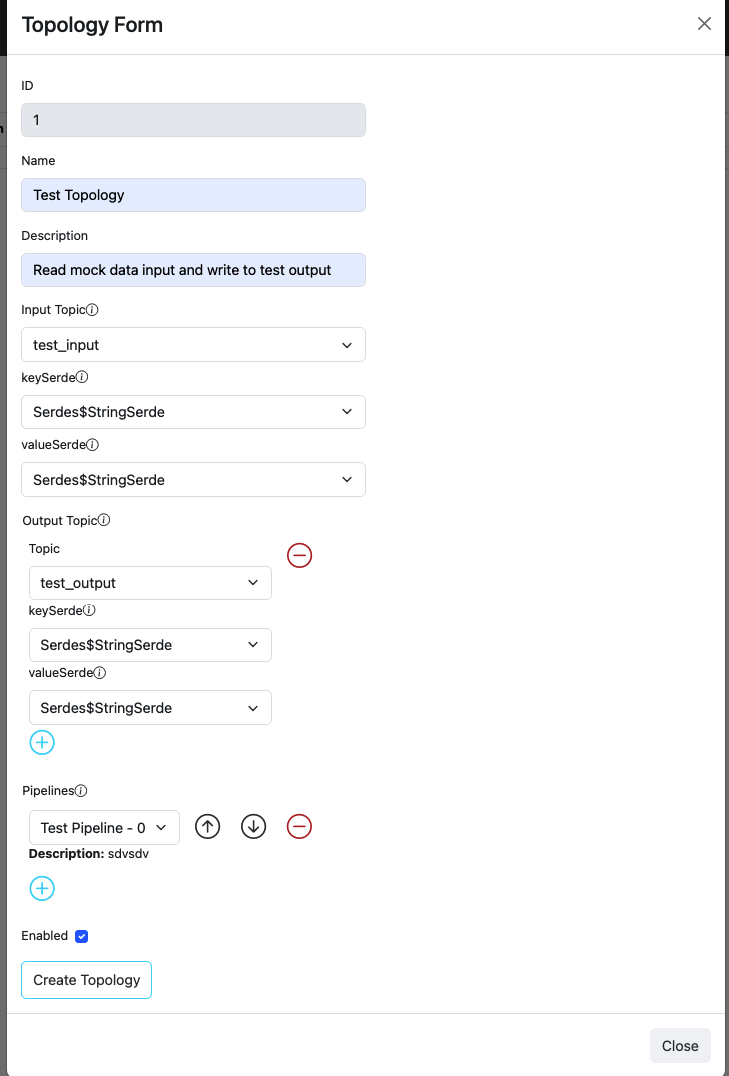 Topology Form
ID
1
Name
Test Topology
Description
Read mock data input and write to test output
Input Topic
test_input
keySerde
Serdes$StringSerde
valueSerde
Serdes$StringSerde
Output Topic
Topic
test_output
keySerde
Serdes$StringSerde
valueSerde
Serdes$StringSerde
Pipelines
Test Pipeline - 0
Description: sdvsdv
Enabled
Create Topology
Close